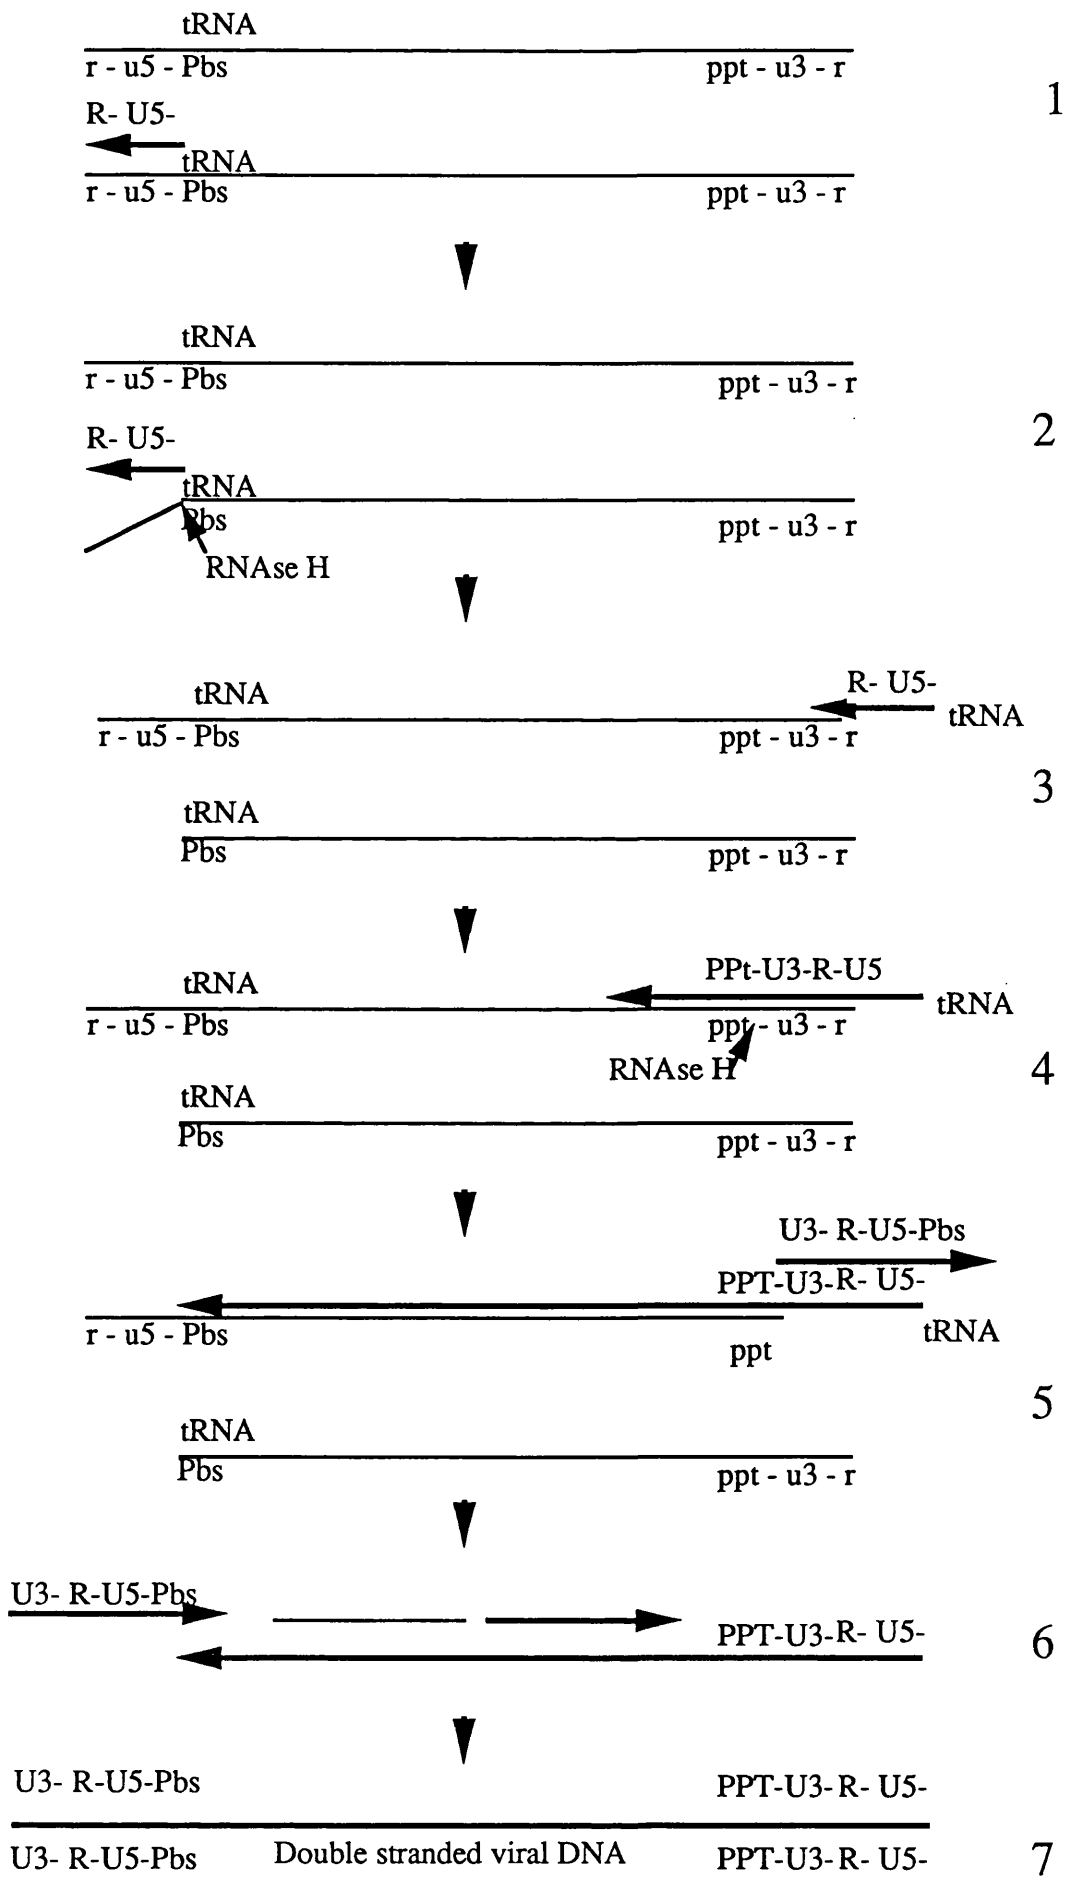 tRNA
r - u5 - Pbs ppt - u3 - r
1
R- U5-
tRNA
r - u5 - Pbs ppt - u3 - r
tRNA
r - u5 - Pbs ppt - u3 - r
2
R- U5-
tRNA
Pbs ppt - u3 - r
RNAse H
R- U5-
tRNA tRNA
r - u5 - Pbs ppt - u3 - r
3
tRNA
Pbs ppt - u3 - r
PPt-U3-R-U5
tRNA tRNA
r - u5 - Pbs ppt - u3 - r
RNAse H 4
tRNA
Pbs ppt - u3 - r
U3- R-U5-Pbs
PPT-U3-R- U5-
r - u5 - Pbs tRNA
ppt
5
tRNA
Pbs ppt - u3 - r
U3- R-U5-Pbs
PPT-U3-R- U5-
6
U3- R-U5-Pbs PPT-U3-R- U5-
U3- R-U5-Pbs Double stranded viral DNA PPT-U3-R- U5-
7